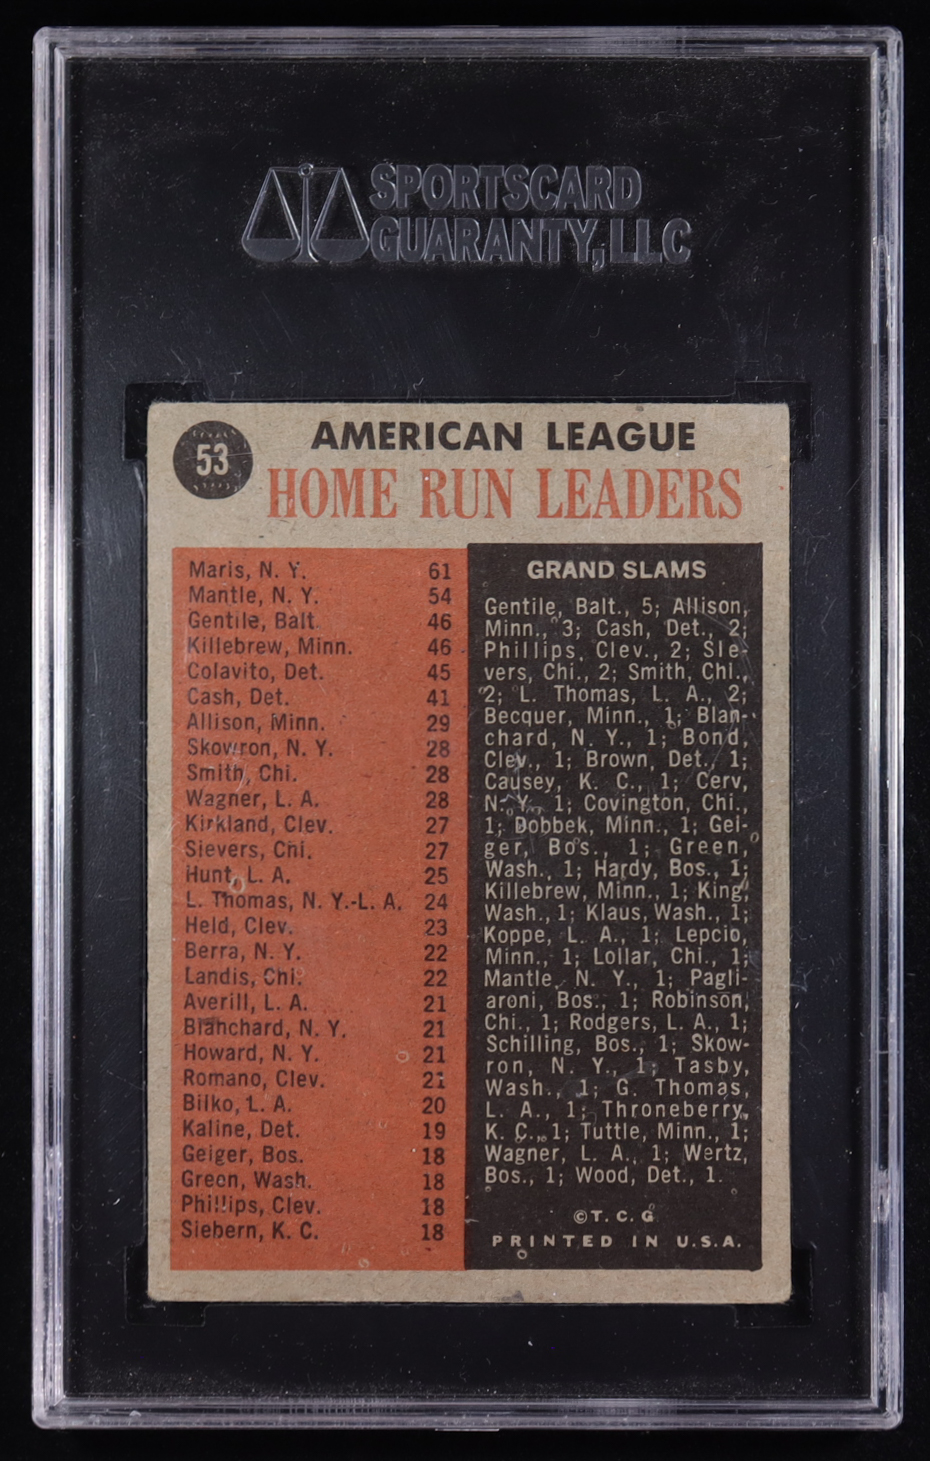 SPORTSCARD
GUARANTY, LLC
53
AMERICAN LEAGUE
HOME RUN LEADERS
Maris, N. Y. 61
Mantle, N. Y. 54
Gentile, Balt. 46
Killebrew, Minn. 46
Colavito, Det. 45
Cash, Det. 41
Allison, Minn. 29
Skowron, N. Y. 28
Smith, Chi. 28
Wagner, L. A. 28
Kirkland, Clev. 27
Sievers, Chi. 27
Hunt, L. A. 25
L. Thomas, N. Y.-L. A. 24
Held, Clev. 23
Berra, N. Y. 22
Landis, Chi. 22
Averill, L. A. 21
Blanchard, N. Y. 21
Howard, N. Y. 21
Romano, Clev. 21
Bilko, L. A. 20
Kaline, Det. 19
Geiger, Bos. 18
Green, Wash. 18
Phillips, Clev. 18
Siebern, K. C. 18
GRAND SLAMS
Gentile, Balt., 5; Allison,
Minn., 3; Cash, Det., 2;
Phillips, Clev., 2; Sie-
vers, Chi., 2; Smith, Chi.,
2; L. Thomas, L. A., 2;
Becquer, Minn., 1; Blan-
chard, N. Y., 1; Bond,
Clev., 1; Brown, Det., 1;
Causey, K. C., 1; Cerv,
N. Y., 1; Covington, Chi.,
1; Dobbek, Minn., 1; Gei-
ger, Bos., 1; Green,
Wash., 1; Hardy, Bos., 1;
Killebrew, Minn., 1; King,
Wash., 1; Klaus, Wash., 1;
Koppe, L. A., 1; Lepcio,
Minn., 1; Lollar, Chi., 1;
Mantle, N. Y., 1; Pagli-
aroni, Bos., 1; Robinson,
Chi., 1; Rodgers, L. A., 1;
Schilling, Bos., 1; Skow-
ron, N. Y., 1; Tasby,
Wash., 1; G. Thomas,
L. A., 1; Throneberry,
K. C., 1; Tuttle, Minn., 1;
Wagner, L. A., 1; Wertz,
Bos., 1; Wood, Det., 1.
©T. C. G
PRINTED IN U.S.A.